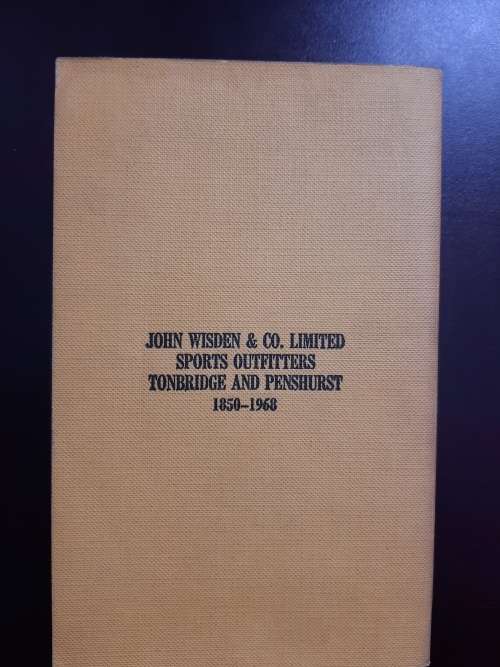 JOHN WISDEN & CO. LIMITED
SPORTS OUTFITTERS
TONBRIDGE AND PENSHURST
1850–1968